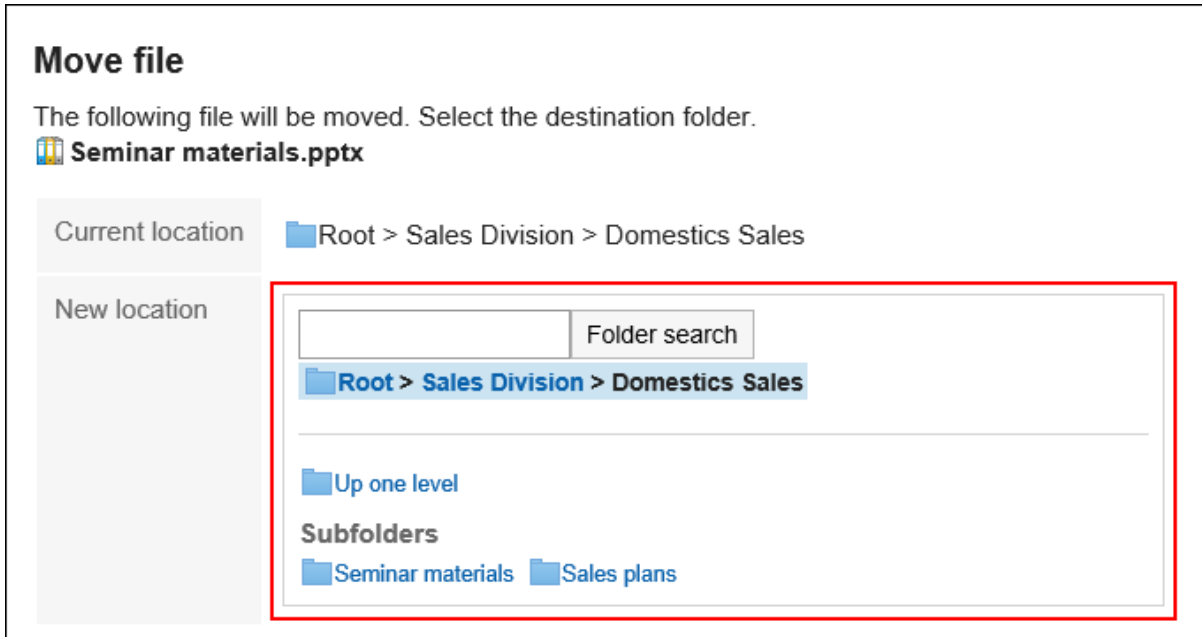 Move file
The following file will be moved. Select the destination folder.
Seminar materials.pptx
Current location
Root > Sales Division > Domestics Sales
New location
Folder search
Root > Sales Division > Domestics Sales
Up one level
Subfolders
Seminar materials Sales plans